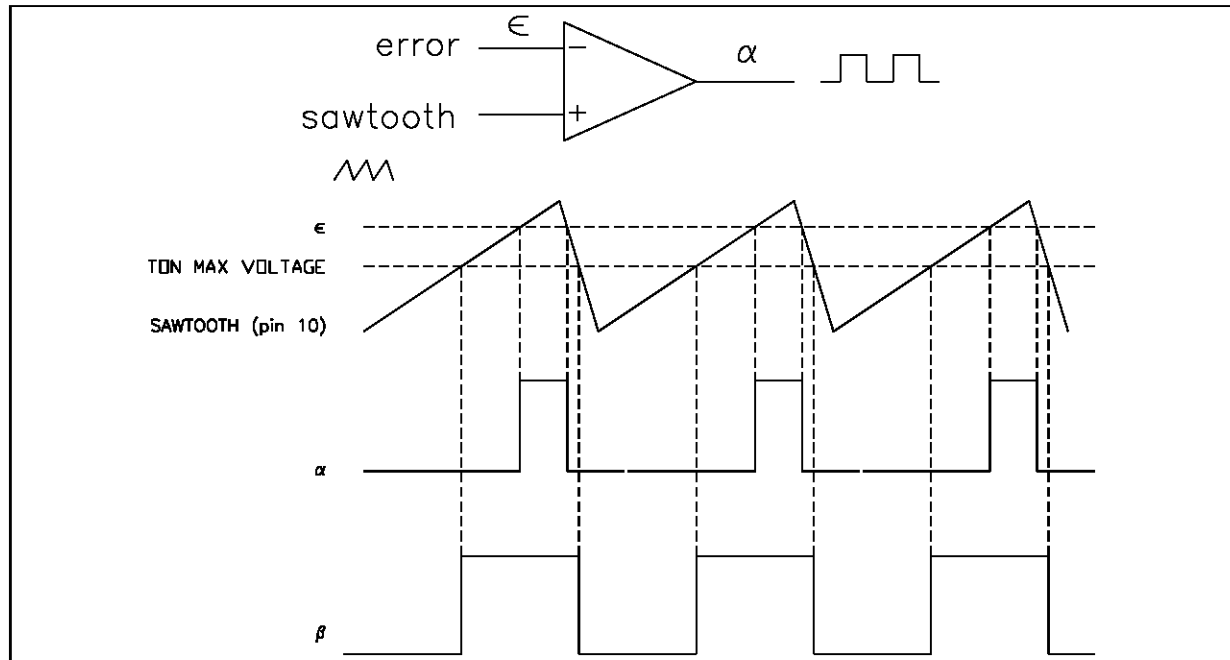 ϵ
error
−
α
sawtooth
+
ϵ
TON MAX VOLTAGE
SAWTOOTH (pin 10)
α
β